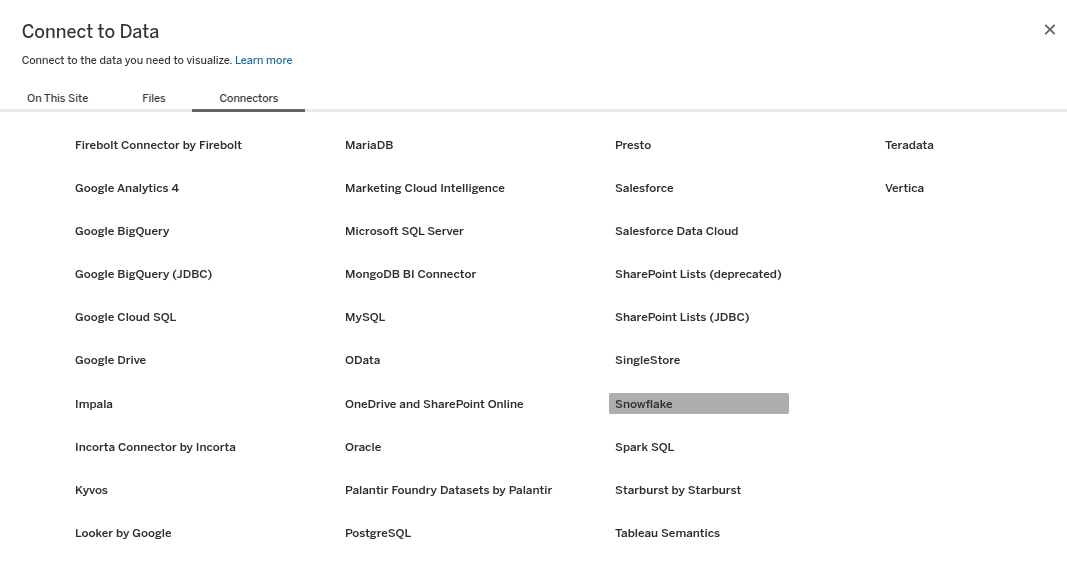 Connect to Data
Connect to the data you need to visualize. Learn more
On This Site
Files
Connectors
Firebolt Connector by Firebolt
Google Analytics 4
Google BigQuery
Google BigQuery (JDBC)
Google Cloud SQL
Google Drive
Impala
Incorta Connector by Incorta
Kyvos
Looker by Google
MariaDB
Marketing Cloud Intelligence
Microsoft SQL Server
MongoDB BI Connector
MySQL
OData
OneDrive and SharePoint Online
Oracle
Palantir Foundry Datasets by Palantir
PostgreSQL
Presto
Salesforce
Salesforce Data Cloud
SharePoint Lists (deprecated)
SharePoint Lists (JDBC)
SingleStore
Snowflake
Spark SQL
Starburst by Starburst
Tableau Semantics
Teradata
Vertica